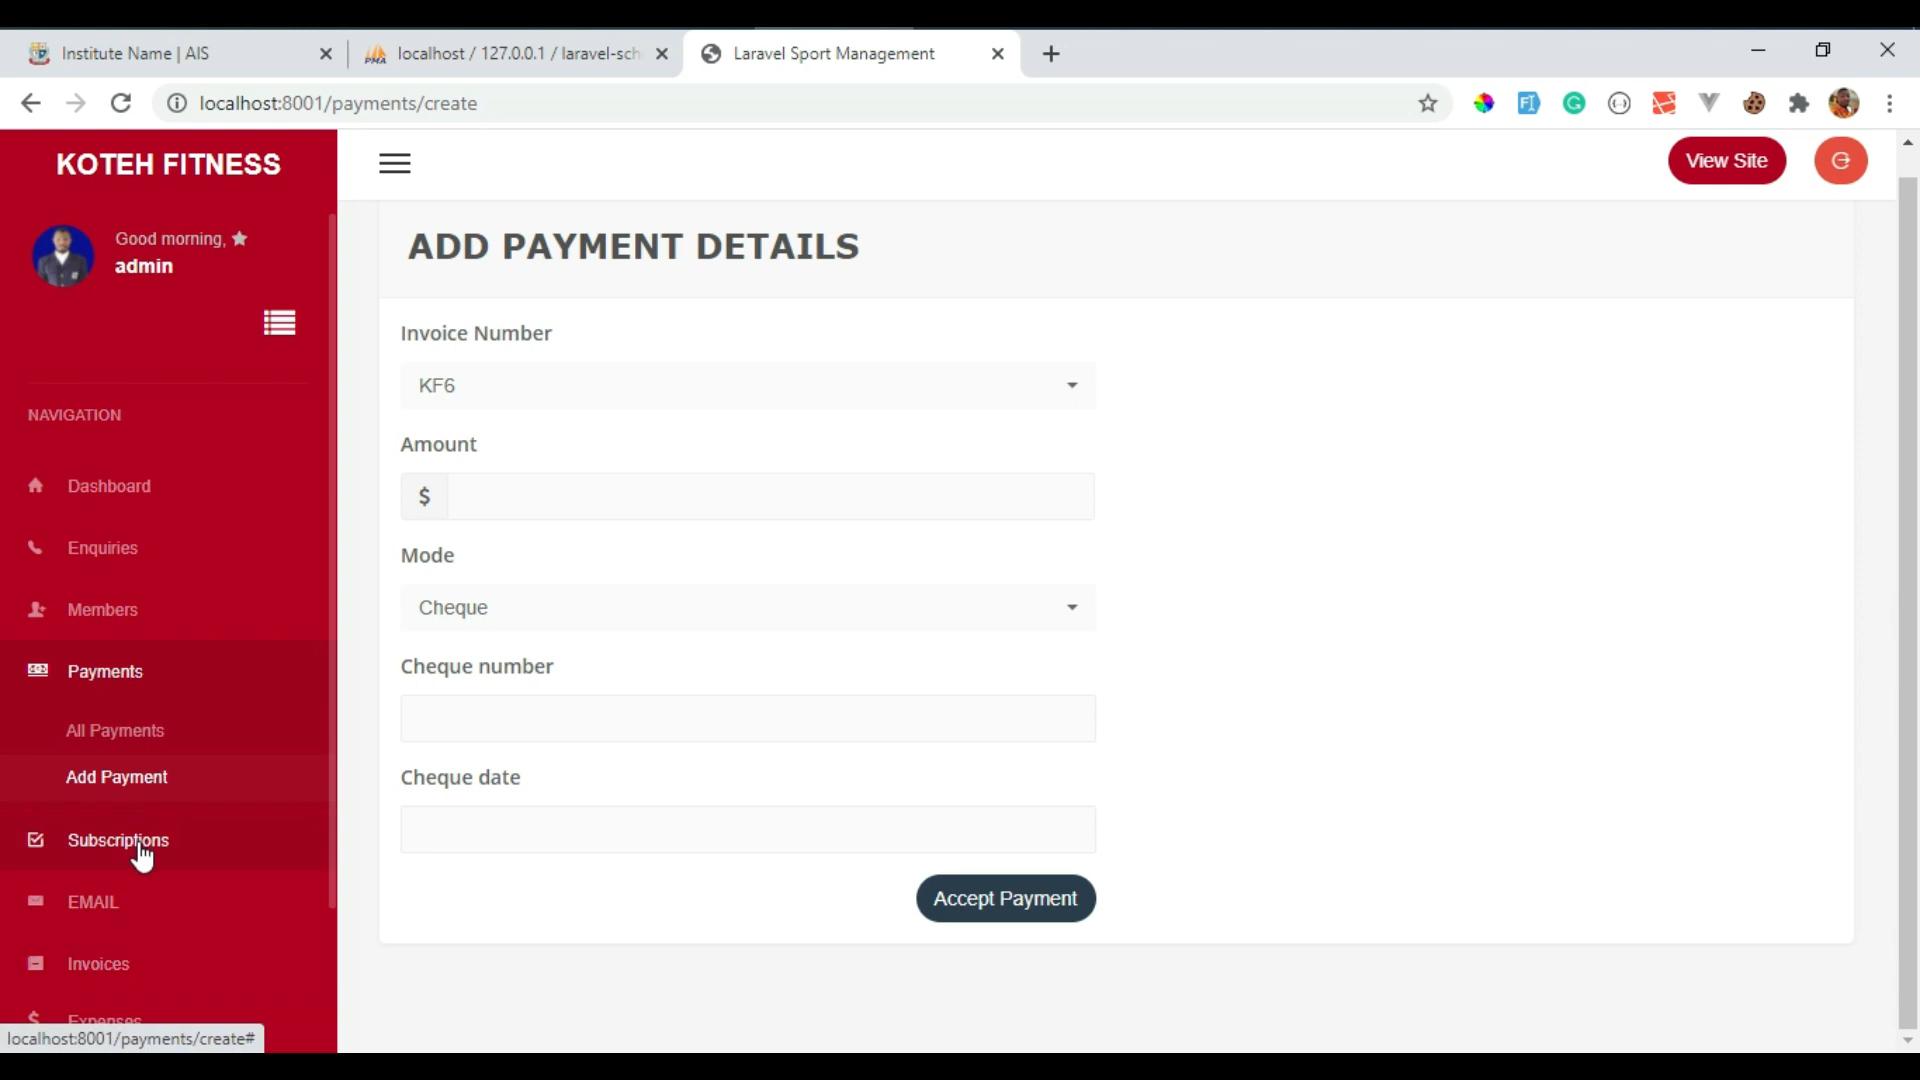 Institute Name | AIS
localhost / 127.0.0.1 / laravel-sch
Laravel Sport Management
localhost:8001/payments/create
KOTEH FITNESS
View Site
Good morning,
admin
ADD PAYMENT DETAILS
Invoice Number
KF6
NAVIGATION
Amount
$
Dashboard
Enquiries
Mode
Cheque
Members
Cheque number
Payments
All Payments
Add Payment
Cheque date
Subscriptions
Accept Payment
EMAIL
Invoices
Expenses
localhost:8001/payments/create#